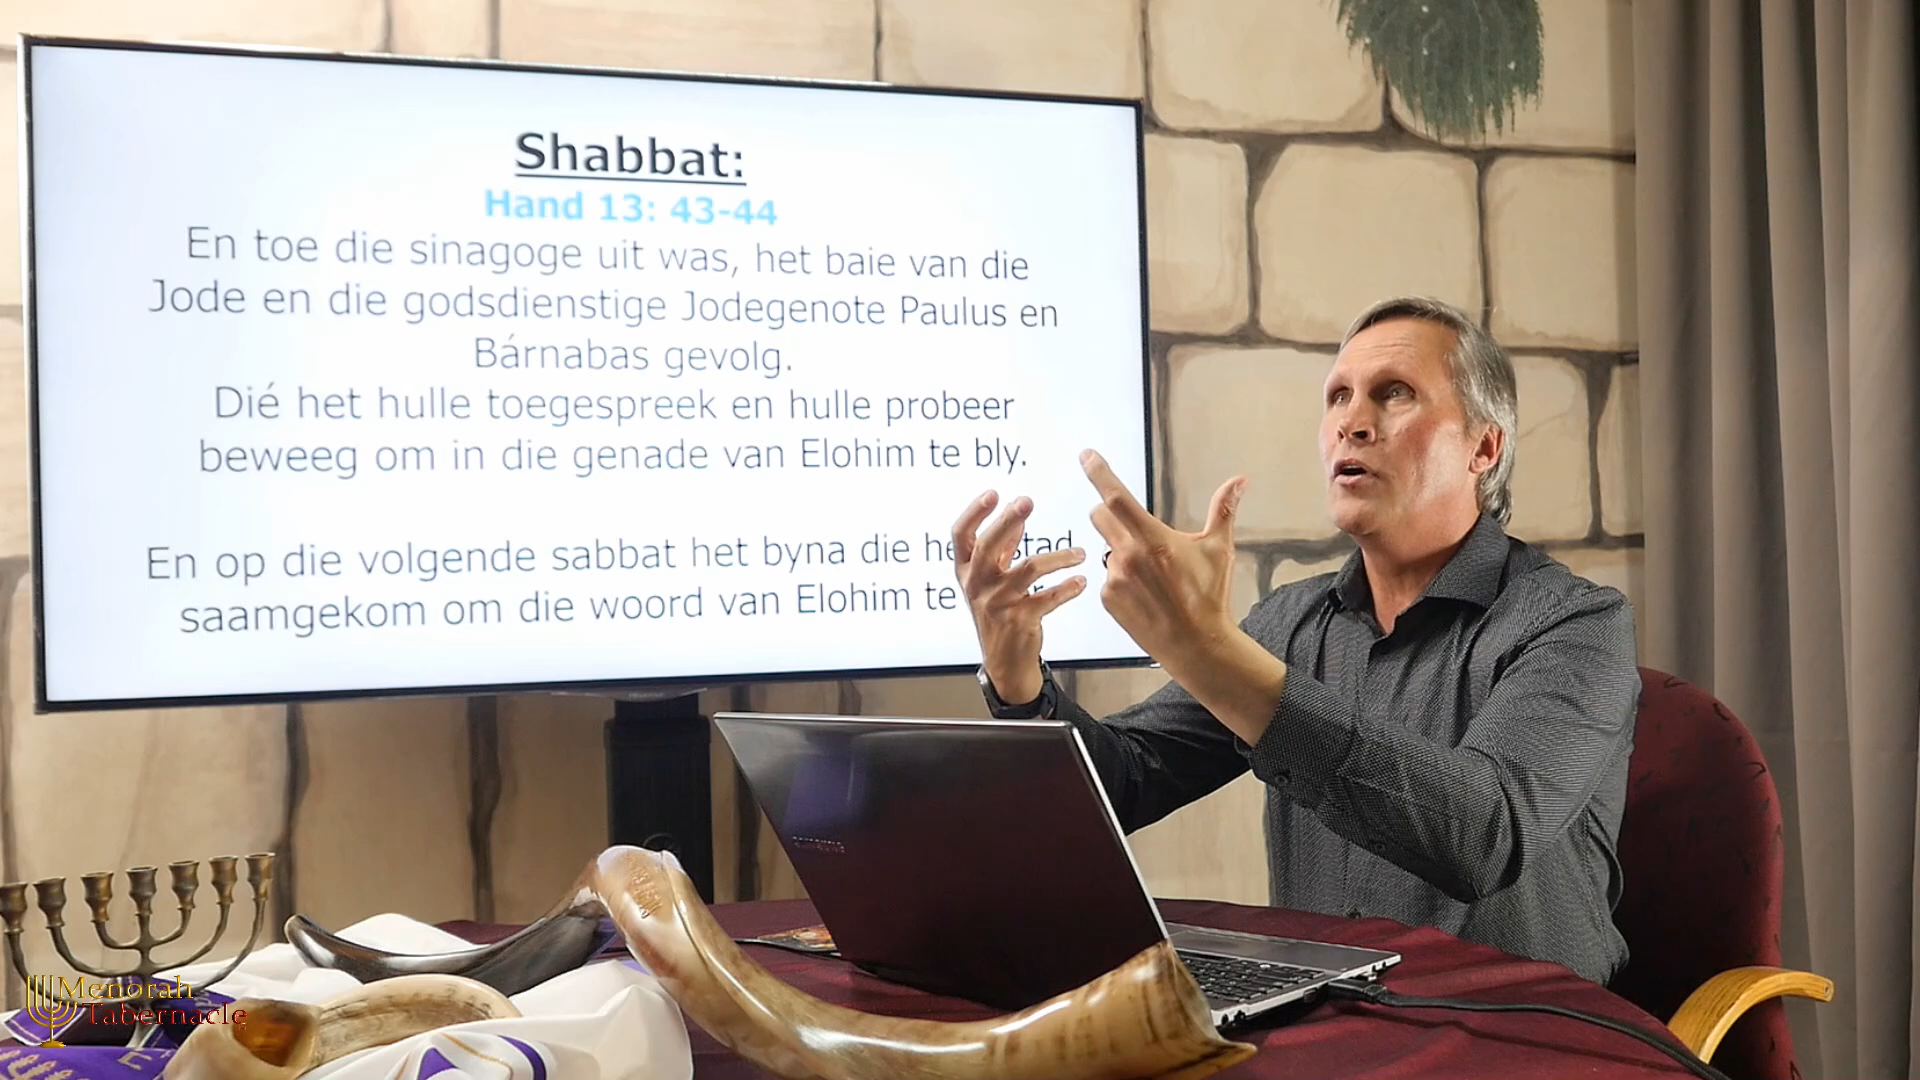 Shabbat:
Hand 13: 43-44
En toe die sinagoge uit was, het baie van die
Jode en die godsdienstige Jodegenote Paulus en
Bárnabas gevolg.
Dié het hulle toegespreek en hulle probeer
beweeg om in die genade van Elohim te bly.
En op die volgende sabbat het byna die stad
saamgekom om die woord van Elohim te
Menorah
Tabernacle